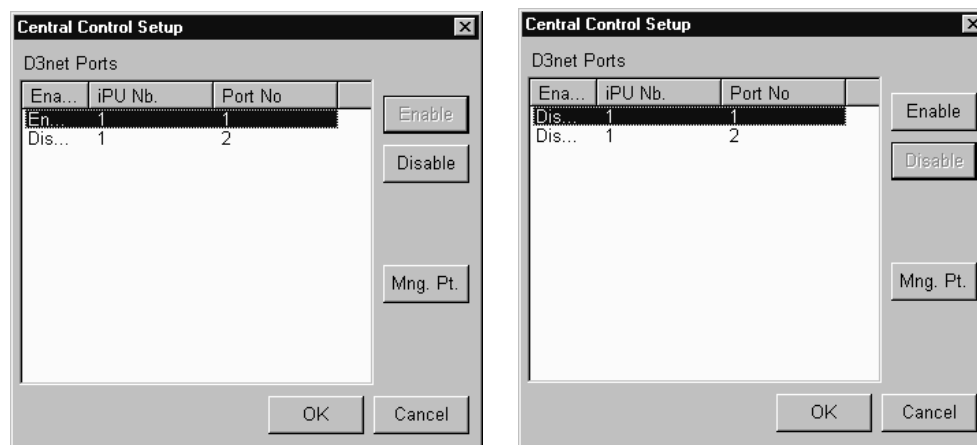 Central Control Setup
D3net Ports
Ena... iPU Nb. Port No
En... 1 1
Dis... 1 2
Enable
Disable
Mng. Pt.
OK Cancel
Central Control Setup
D3net Ports
Ena... iPU Nb. Port No
Dis... 1 1
Dis... 1 2
Enable
Disable
Mng. Pt.
OK Cancel